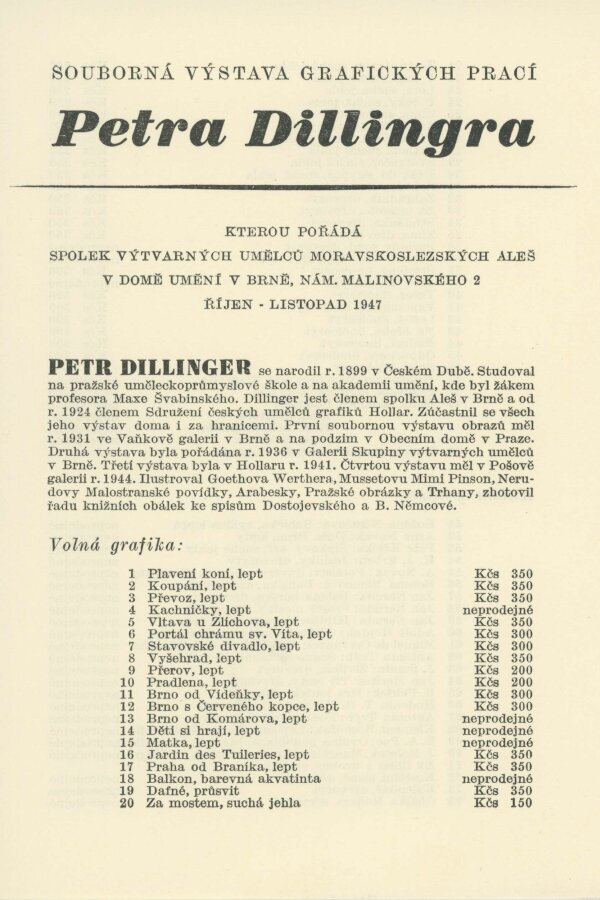 SOUBORNÁ VÝSTAVA GRAFICKÝCH PRACÍ
Petra Dillingra
KTEROU POŘÁDÁ
SPOLEK VÝTVARNÝCH UMĚLCŮ MORAVSKOSLEZSKÝCH ALEŠ
V DOMĚ UMĚNÍ V BRNĚ, NÁM. MALINOVSKÉHO 2
ŘÍJEN - LISTOPAD 1947
PETR DILLINGER se narodil r. 1899 v Českém Dubě. Studoval
na pražské uměleckoprůmyslové škole a na akademii umění, kde byl žákem
profesora Maxe Švabinského. Dillinger jest členem spolku Aleš v Brně a od
r. 1924 členem Sdružení českých umělců grafiků Hollar. Zúčastnil se všech
jeho výstav doma i za hranicemi. První soubornou výstavu obrazů měl
r. 1931 ve Vaňkově galerii v Brně a na podzim v Obecním domě v Praze.
Druhá výstava byla pořádána r. 1936 v Galerii Skupiny výtvarných umělců
v Brně. Třetí výstava byla v Hollaru r. 1941. Čtvrtou výstavu měl v Pošově
galerii r. 1944. Ilustroval Goethova Werthera, Mussetovu Mimi Pinson, Neru-
dovy Malostranské povídky, Arabesky, Pražské obrázky a Trhany, zhotovil
řadu knižních obálek ke spisům Dostojevského a B. Němcové.
Volná grafika:
1 Plavení koní, lept Kčs 350
2 Koupání, lept Kčs 350
3 Převoz, lept Kčs 350
4 Kachničky, lept neprodejné
5 Vltava u Zlíchova, lept Kčs 350
6 Portál chrámu sv. Víta, lept Kčs 300
7 Stavovské divadlo, lept Kčs 300
8 Vyšehrad, lept Kčs 350
9 Přerov, lept Kčs 200
10 Pradlena, lept Kčs 200
11 Brno od Vídeňky, lept Kčs 300
12 Brno s Červeného kopce, lept Kčs 300
13 Brno od Komárova, lept neprodejné
14 Děti si hrají, lept neprodejné
15 Matka, lept neprodejné
16 Jardin des Tuileries, lept Kčs 350
17 Praha od Braníka, lept Kčs 350
18 Balkon, barevná akvatinta neprodejné
19 Dafné, průsvit Kčs 350
20 Za mostem, suchá jehla Kčs 150